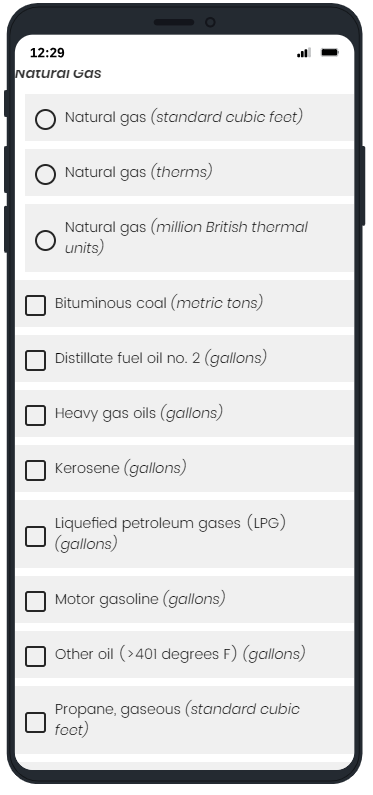 12:29
Natural Gas
Natural gas (standard cubic feet)
Natural gas (therms)
Natural gas (million British thermal
units)
Bituminous coal (metric tons)
Distillate fuel oil no. 2 (gallons)
Heavy gas oils (gallons)
Kerosene (gallons)
Liquefied petroleum gases (LPG)
(gallons)
Motor gasoline (gallons)
Other oil (>401 degrees F) (gallons)
Propane, gaseous (standard cubic
feet)